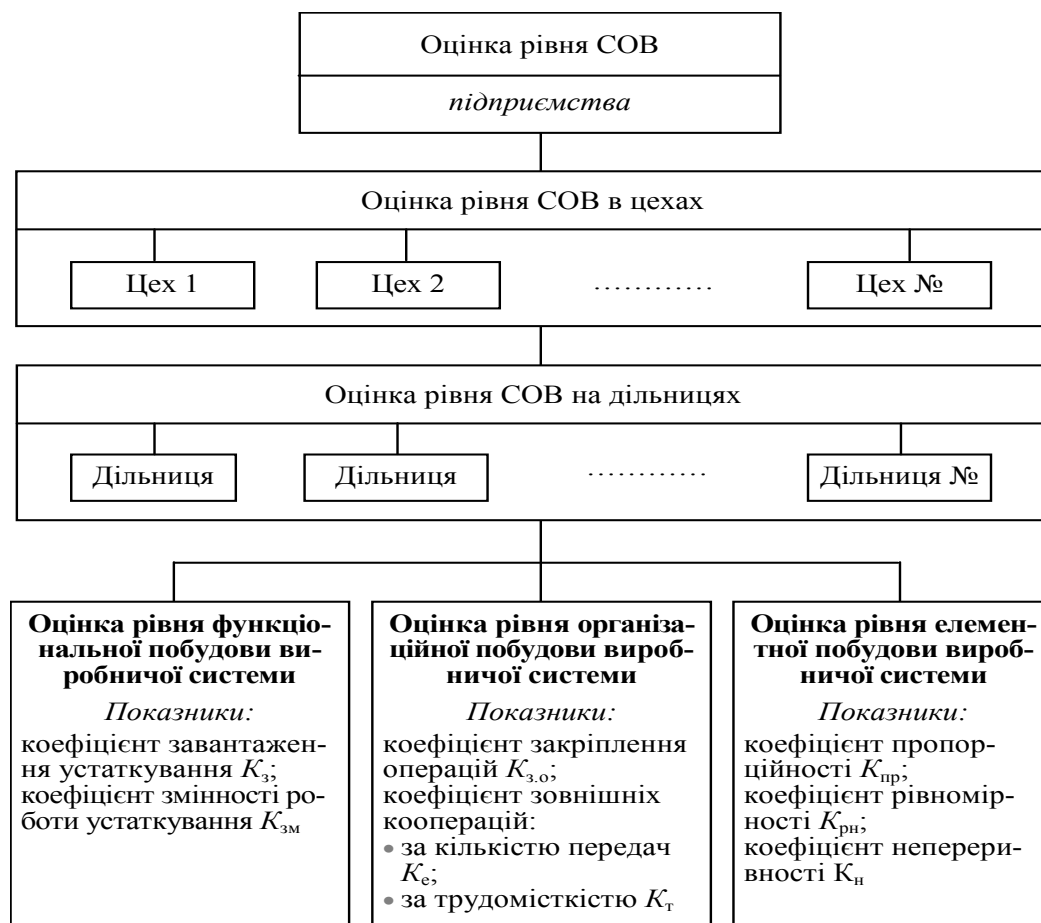 Оцінка рівня СОВ
підприємства
Оцінка рівня СОВ в цехах
Цех 1
Цех 2
…………
Цех №
Оцінка рівня СОВ на дільницях
Дільниця
Дільниця
…………
Дільниця №
Оцінка рівня функціо-
нальної побудови ви-
робничої системи
Показники:
коефіцієнт завантажен-
ня устаткування Kз;
коефіцієнт змінності ро-
боти устаткування Kзм
Оцінка рівня організа-
ційної побудови вироб-
ничої системи
Показники:
коефіцієнт закріплення
операцій Kз.о;
коефіцієнт зовнішніх
кооперацій:
• за кількістю передач
Kе;
• за трудомісткістю Kт
Оцінка рівня елемен-
тної побудови вироб-
ничої системи
Показники:
коефіцієнт пропор-
ційності Kпр;
коефіцієнт рівномір-
ності Kрн;
коефіцієнт непререри-
вності Кн